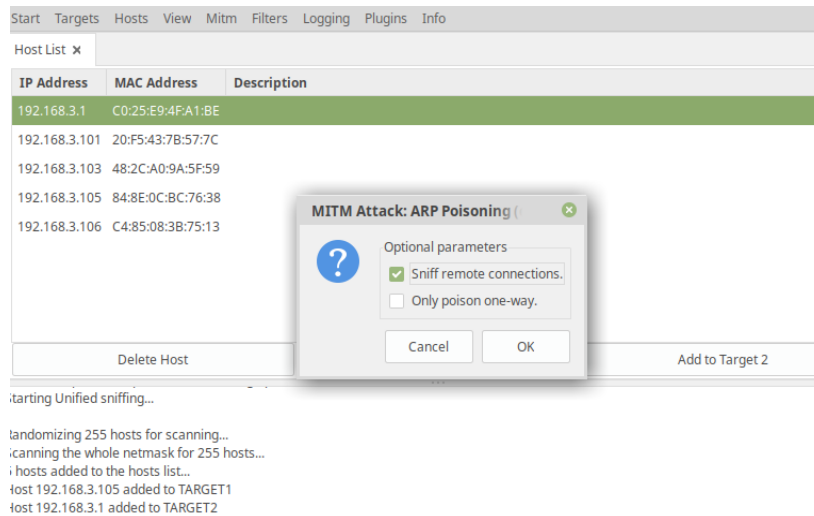 Start Targets Hosts View Mitm Filters Logging Plugins Info
Host List x
IP Address MAC Address Description
192.168.3.1 C0:25:E9:4F:A1:BE
192.168.3.101 20:F5:43:7B:57:7C
192.168.3.103 48:2C:A0:9A:5F:59
192.168.3.105 84:8E:0C:BC:76:38
192.168.3.106 C4:85:08:3B:75:13
MITM Attack: ARP Poisoning (
Optional parameters
Sniff remote connections.
Only poison one-way.
Cancel OK
Delete Host Add to Target 2
Starting Unified sniffing...
Randomizing 255 hosts for scanning...
Scanning the whole netmask for 255 hosts...
hosts added to the hosts list...
Host 192.168.3.105 added to TARGET1
Host 192.168.3.1 added to TARGET2